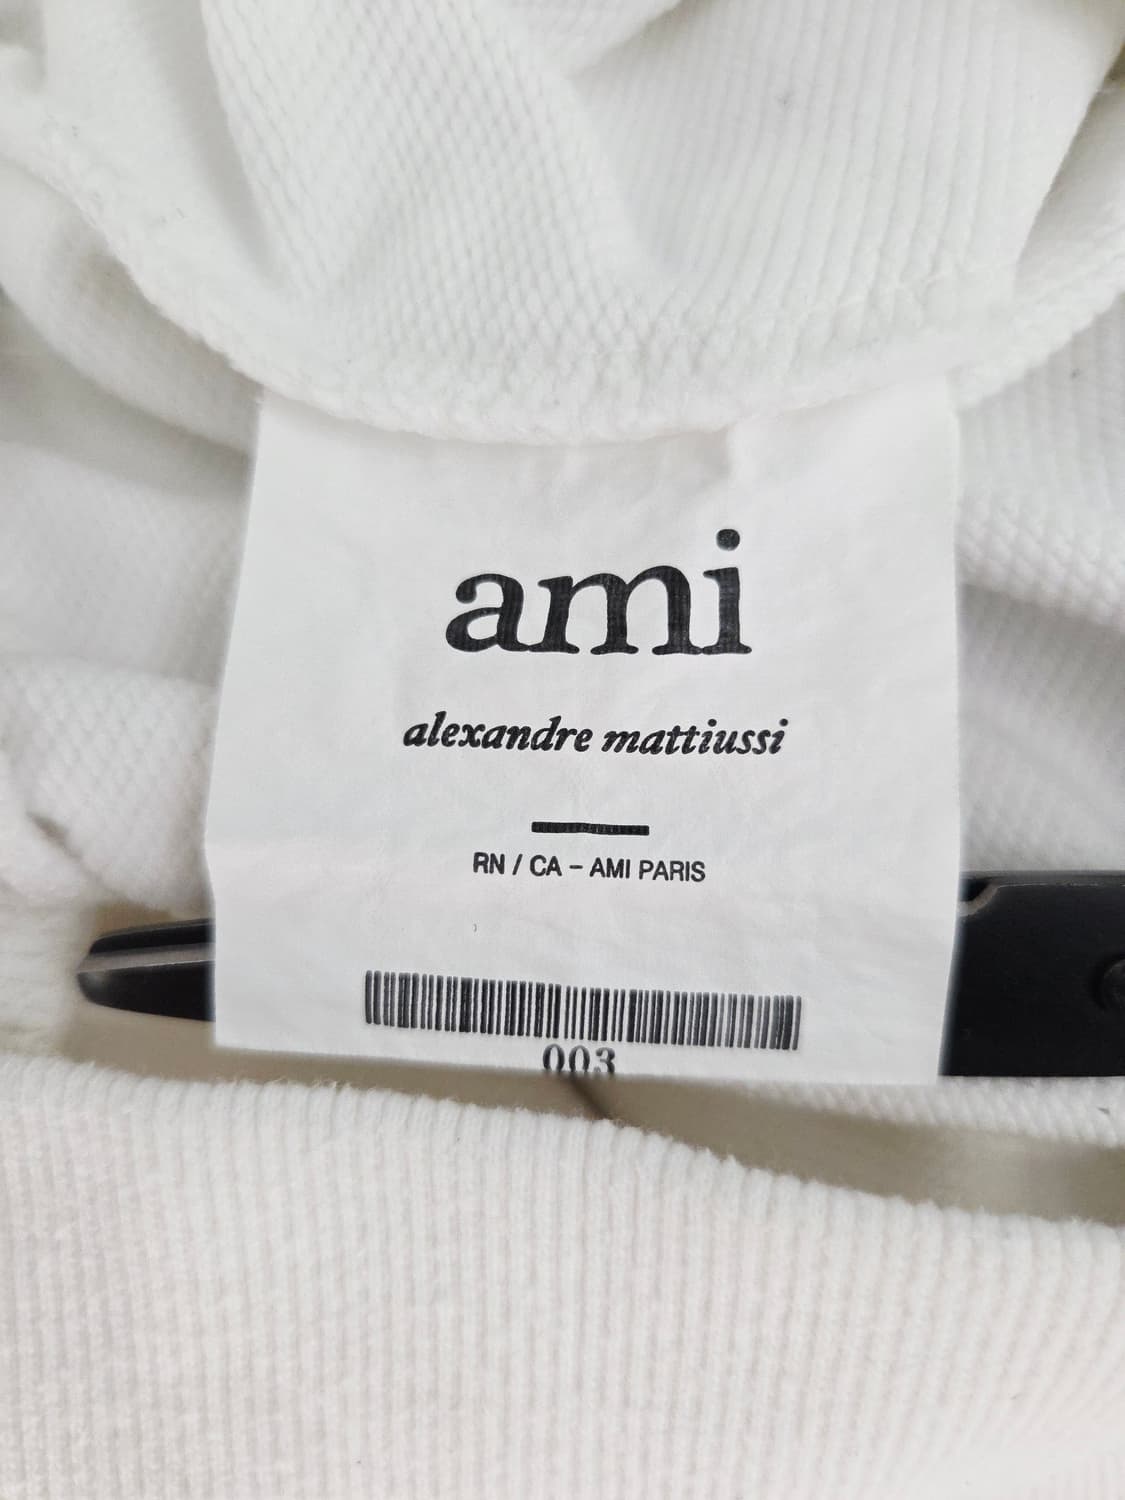 ami
alexandre mattiussi
RN / CA – AMI PARIS
003